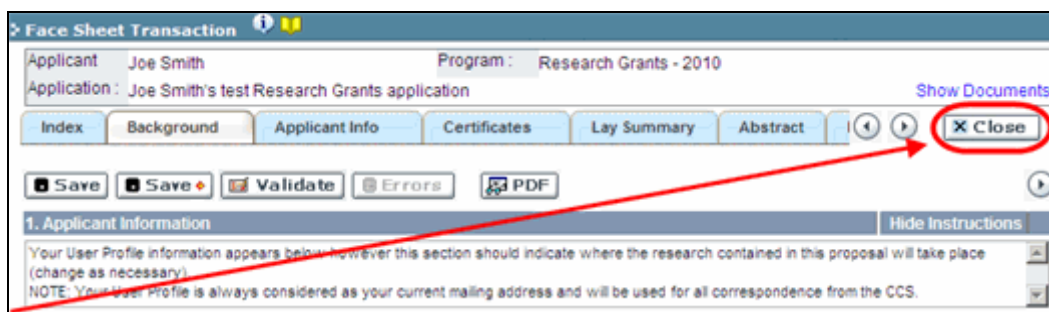 Face Sheet Transaction
Applicant Joe Smith Program : Research Grants - 2010
Application : Joe Smith's test Research Grants application Show Documents
Index Background Applicant Info Certificates Lay Summary Abstract Close
Save Save Validate Errors PDF
1. Applicant Information Hide Instructions
Your User Profile information appears below however this section should indicate where the research contained in this proposal will take place
(change as necessary)
NOTE: Your User Profile is always considered as your current mailing address and will be used for all correspondence from the CCS.